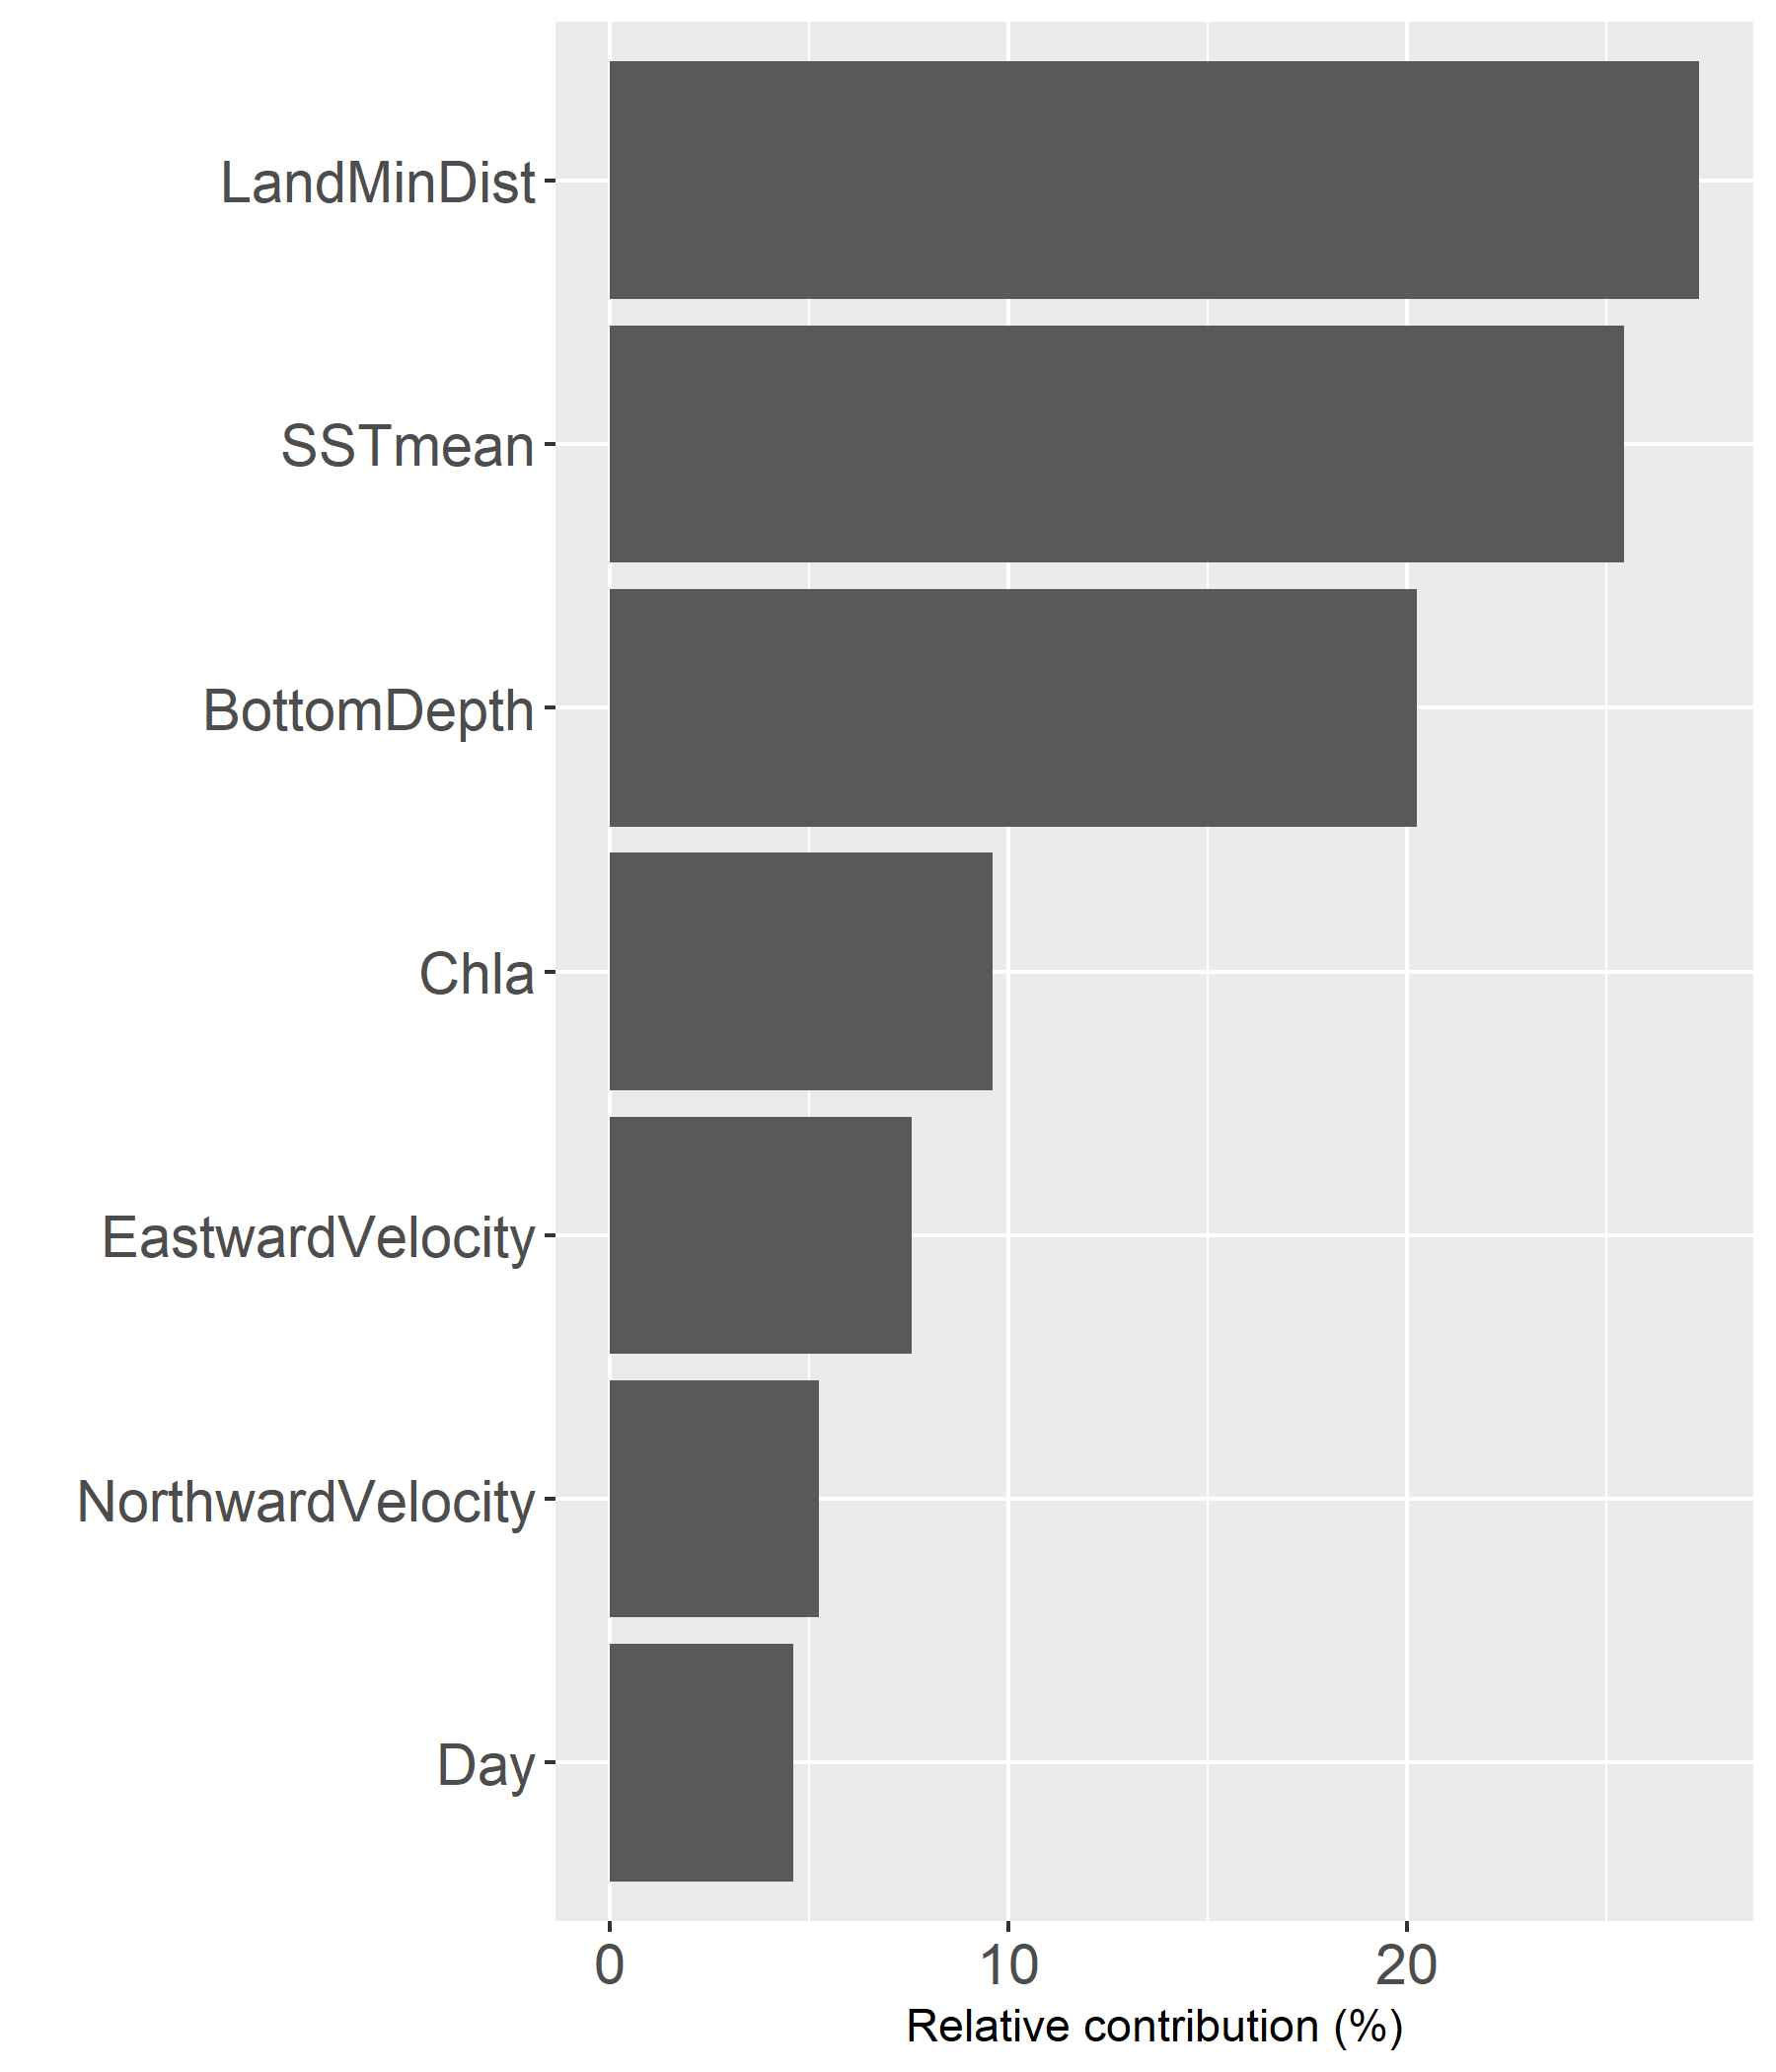 LandMinDist
SSTmean
BottomDepth
Chla
EastwardVelocity
NorthwardVelocity
Day
0 10 20
Relative contribution (%)